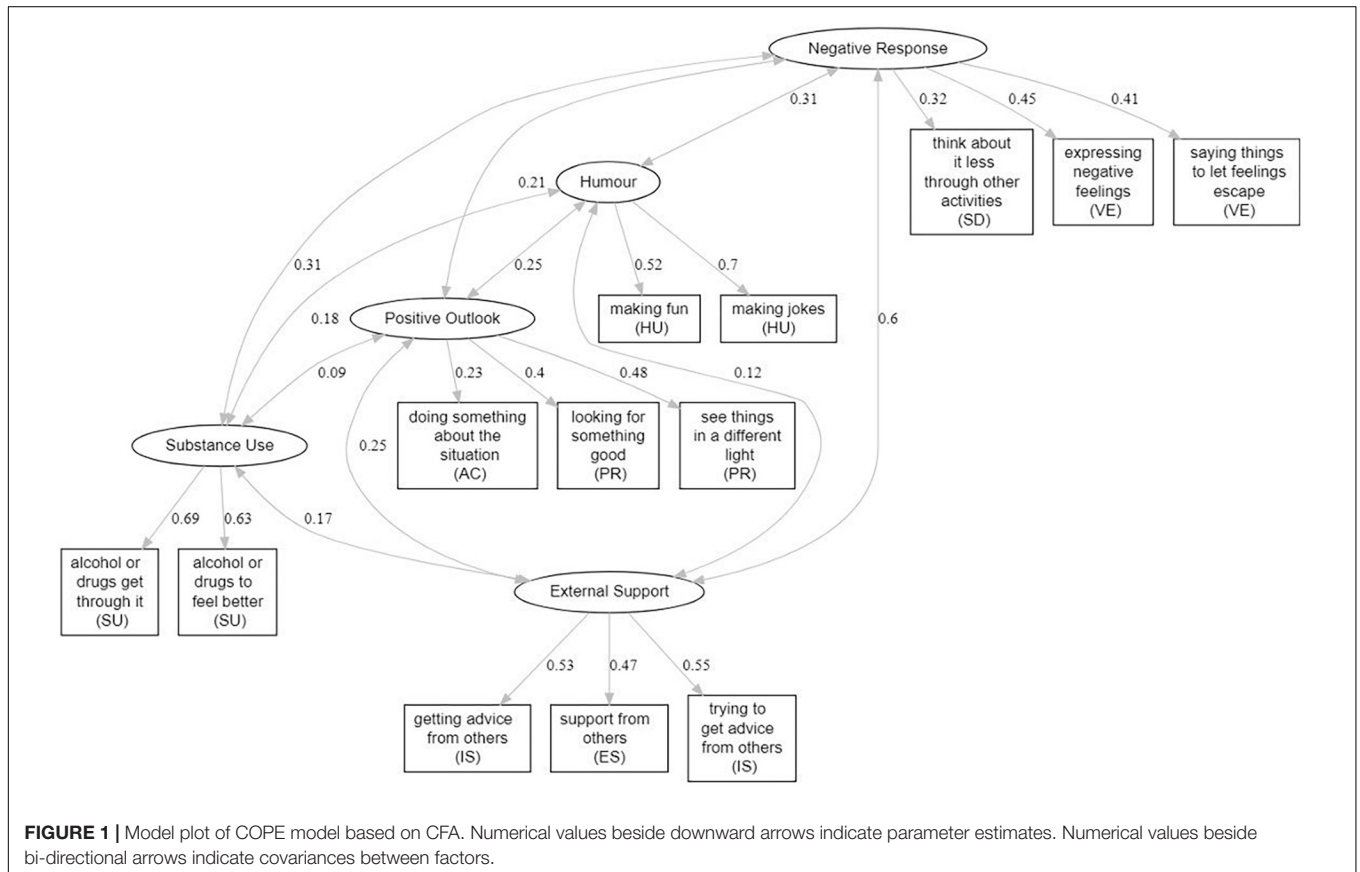 Negative Response
0.31
0.32
0.45
0.41
think about
it less
through other
activities
(SD)
expressing
negative
feelings
(VE)
saying things
to let feelings
escape
(VE)
0.21
Humour
0.31
0.25
0.52
0.7
making fun
(HU)
making jokes
(HU)
0.18
Positive Outlook
0.6
0.09
0.23
0.4
0.48
0.12
doing something
about the
situation
(AC)
looking for
something
good
(PR)
see things
in a different
light
(PR)
Substance Use
0.25
0.69
0.63
0.17
alcohol or
drugs get
through it
(SU)
alcohol or
drugs to
feel better
(SU)
External Support
0.53
0.47
0.55
getting advice
from others
(IS)
support from
others
(ES)
trying to
get advice
from others
(IS)
FIGURE 1 | Model plot of COPE model based on CFA. Numerical values beside downward arrows indicate parameter estimates. Numerical values beside
bi-directional arrows indicate covariances between factors.